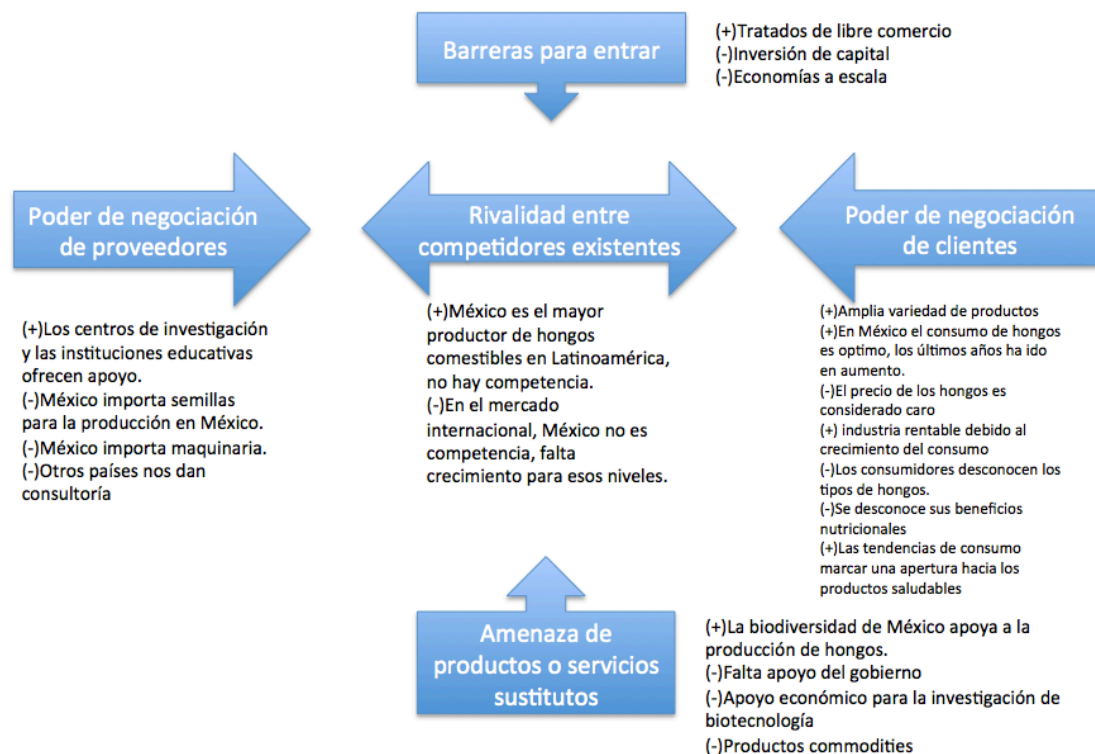 Barreras para entrar
(+)Tratados de libre comercio
(-)Inversión de capital
(-)Economías a escala
Poder de negociación
de proveedores
(+)Los centros de investigación
y las instituciones educativas
ofrecen apoyo.
(-)México importa semillas
para la producción en México.
(-)México importa maquinaria.
(-)Otros países nos dan
consultoría
Rivalidad entre
competidores existentes
(+)México es el mayor
productor de hongos
comestibles en Latinoamérica,
no hay competencia.
(-)En el mercado
internacional, México no es
competencia, falta
crecimiento para esos niveles.
Poder de negociación
de clientes
(+)Amplia variedad de productos
(+)En México el consumo de hongos
es optimo, los últimos años ha ido
en aumento.
(-)El precio de los hongos es
considerado caro
(+) industria rentable debido al
crecimiento del consumo
(-)Los consumidores desconocen los
tipos de hongos.
(-)Se desconoce sus beneficios
nutricionales
(+)Las tendencias de consumo
marcar una apertura hacia los
productos saludables
Amenaza de
productos o servicios
sustitutos
(+)La biodiversidad de México apoya a la
producción de hongos.
(-)Falta apoyo del gobierno
(-)Apoyo económico para la investigación de
biotecnología
(-)Productos commodities